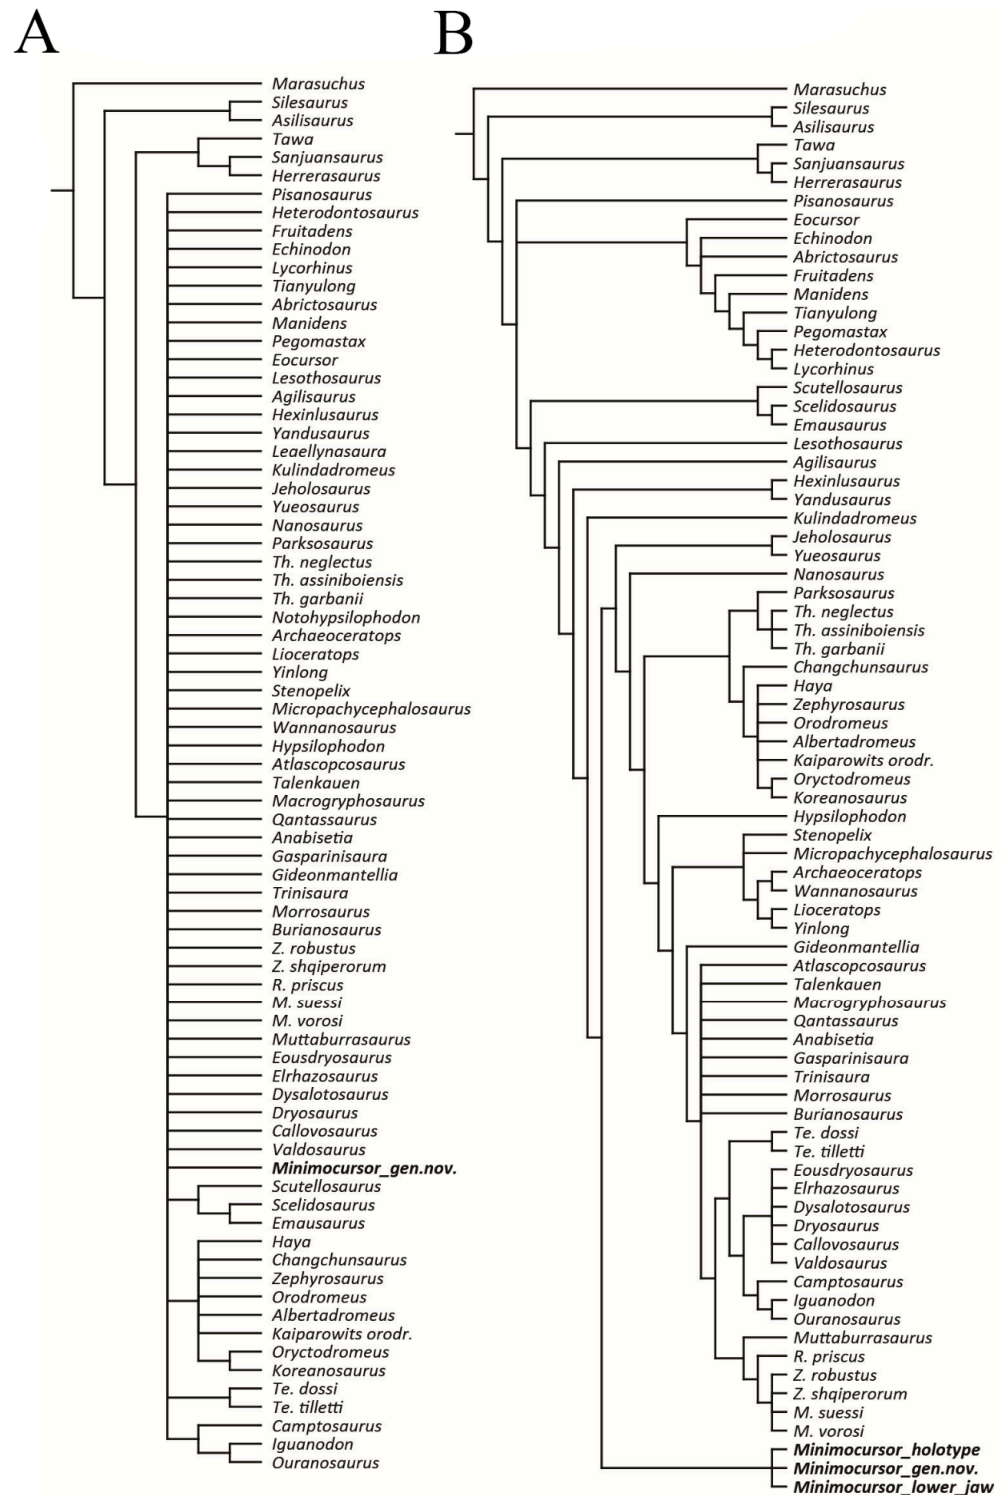 A
Marasuchus
Silesaurus
Asilisaurus
Tawa
Sanjuansaurus
Herrerasaurus
Pisanosaurus
Heterodontosaurus
Fruitadens
Echinodon
Lycorhinus
Tianyulong
Abrictosaurus
Manidens
Pegomastax
Eocursor
Lesothosaurus
Agilisaurus
Hexinlusaurus
Yandusaurus
Leaellynasaura
Kulindadromeus
Jeholosaurus
Yueosaurus
Nanosaurus
Parksosaurus
Th. neglectus
Th. assiniboiensis
Th. garbanii
Notohypsilophodon
Archaeoceratops
Lioceratops
Yinlong
Stenopelix
Micropachycephalosaurus
Wannanosaurus
Hypsilophodon
Atlascopcosaurus
Talenkauen
Macrogryphosaurus
Qantassaurus
Anabisetia
Gasparinisaura
Gideonmantellia
Trinisaura
Morrosaurus
Burianosaurus
Z. robustus
Z. shqiperorum
R. priscus
M. suessi
M. vorosi
Muttaburrasaurus
Eousdryosaurus
Elrhazosaurus
Dysalotosaurus
Dryosaurus
Callovosaurus
Valdosaurus
Minimocursor_gen.nov.
Scutellosaurus
Scelidosaurus
Emausaurus
Haya
Changchunsaurus
Zephyrosaurus
Orodromeus
Albertadromeus
Kaiparowits orodr.
Oryctodromeus
Koreanosaurus
Te. dossi
Te. tilletti
Camptosaurus
Iguanodon
Ouranosaurus
B
Marasuchus
Silesaurus
Asilisaurus
Tawa
Sanjuansaurus
Herrerasaurus
Pisanosaurus
Eocursor
Echinodon
Abrictosaurus
Fruitadens
Manidens
Tianyulong
Pegomastax
Heterodontosaurus
Lycorhinus
Scutellosaurus
Scelidosaurus
Emausaurus
Lesothosaurus
Agilisaurus
Hexinlusaurus
Yandusaurus
Kulindadromeus
Jeholosaurus
Yueosaurus
Nanosaurus
Parksosaurus
Th. neglectus
Th. assiniboiensis
Th. garbanii
Changchunsaurus
Haya
Zephyrosaurus
Orodromeus
Albertadromeus
Kaiparowits orodr.
Oryctodromeus
Koreanosaurus
Hypsilophodon
Stenopelix
Micropachycephalosaurus
Archaeoceratops
Wannanosaurus
Lioceratops
Yinlong
Gideonmantellia
Atlascopcosaurus
Talenkauen
Macrogryphosaurus
Qantassaurus
Anabisetia
Gasparinisaura
Trinisaura
Morrosaurus
Burianosaurus
Te. dossi
Te. tilletti
Eousdryosaurus
Elrhazosaurus
Dysalotosaurus
Dryosaurus
Callovosaurus
Valdosaurus
Camptosaurus
Iguanodon
Ouranosaurus
Muttaburrasaurus
R. priscus
Z. robustus
Z. shqiperorum
M. suessi
M. vorosi
Minimocursor_holotype
Minimocursor_gen.nov.
Minimocursor_lower_jaw